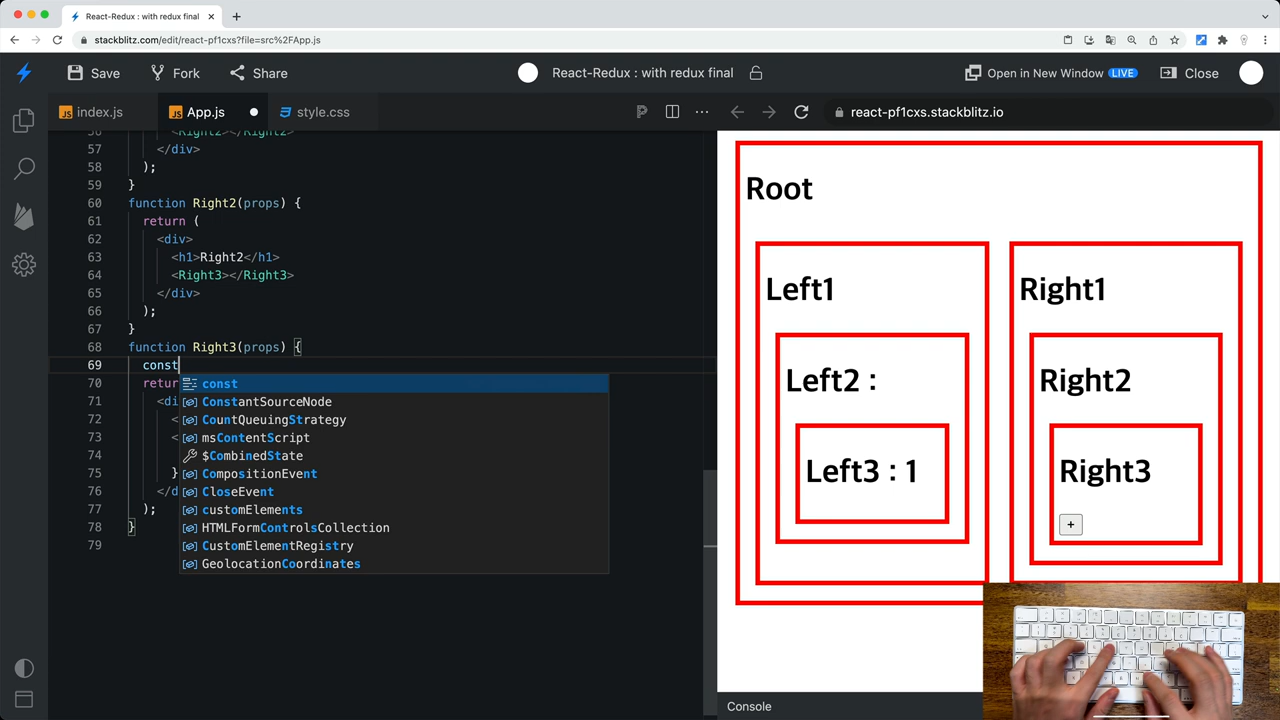 React-Redux : with redux final
stackblitz.com/edit/react-pf1cxs?file=src%2FApp.js
Save
Fork
Share
React-Redux : with redux final
Open in New Window
LIVE
Close
index.js
App.js
style.css
react-pf1cxs.stackblitz.io
56 <Right2></Right2>
57 </div>
58 );
59 }
60 function Right2(props) {
61 return (
62 <div>
63 <h1>Right2</h1>
64 <Right3></Right3>
65 </div>
66 );
67 }
68 function Right3(props) {
69 const
70 retur
71 <di
72 <
73 <
74
75 }
76 </d
77 );
78 }
79
const
ConstantSourceNode
CountQueuingStrategy
msContentScript
$CombinedState
CompositionEvent
CloseEvent
customElements
HTMLFormControlsCollection
CustomElementRegistry
GeolocationCoordinates
Root
Left1
Left2 :
Left3 : 1
Right1
Right2
Right3
+
Console